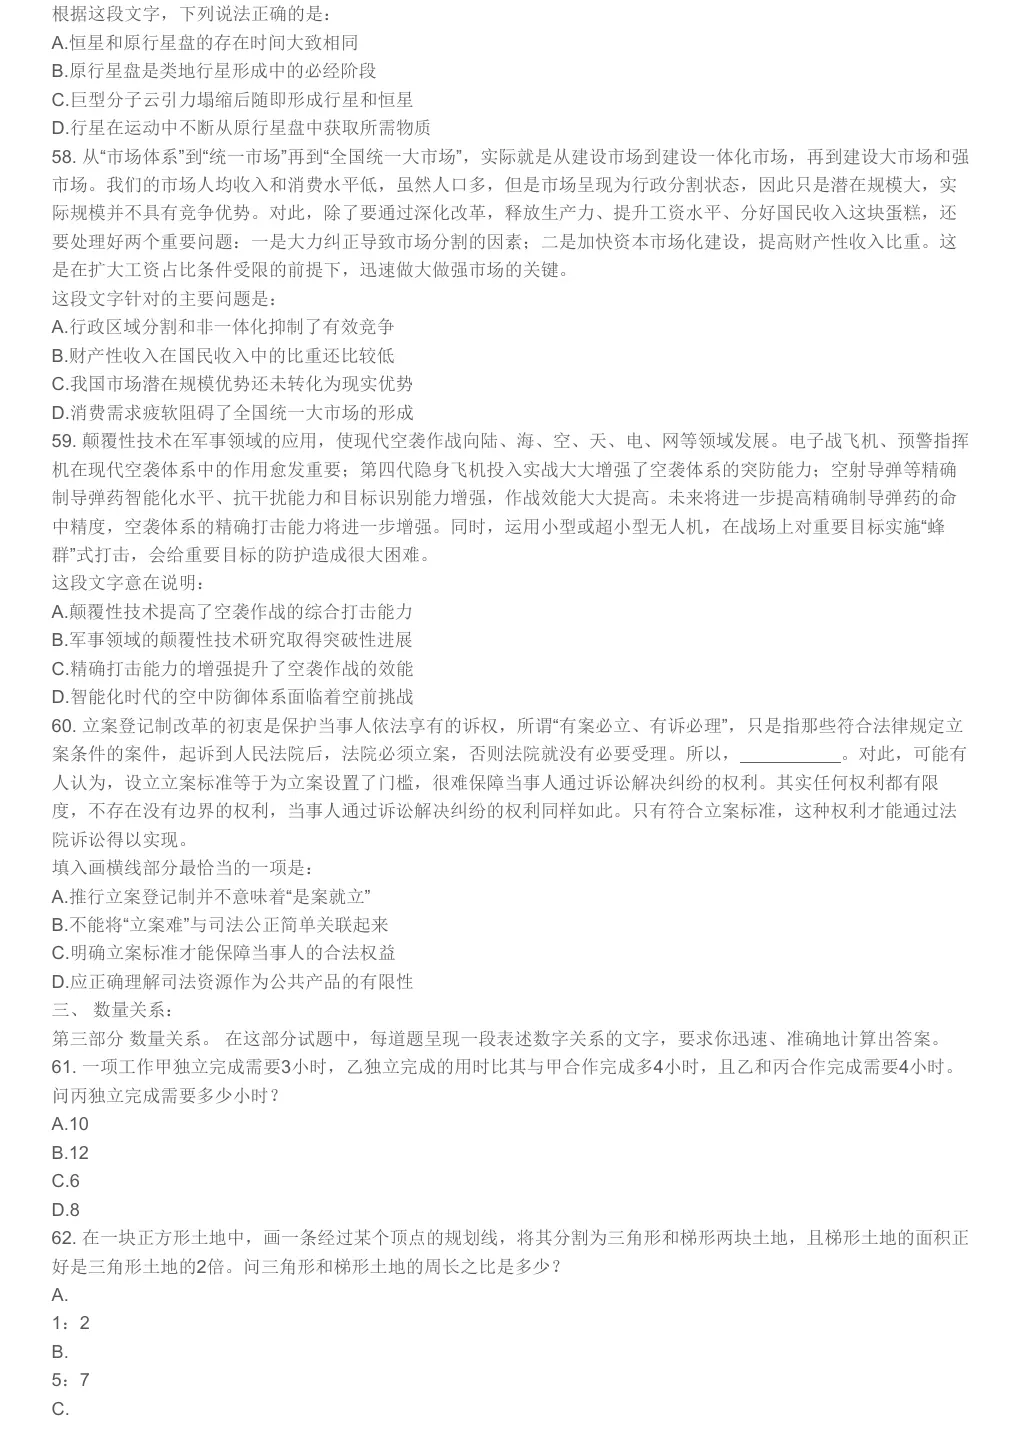 根据这段文字，下列说法正确的是：
A.恒星和原行星盘的存在时间大致相同
B.原行星盘是类地行星形成中的必经阶段
C.巨型分子云引力塌缩后随即形成行星和恒星
D.行星在运动中不断从原行星盘中获取所需物质
58. 从“市场体系”到“统一市场”再到“全国统一大市场”，实际就是从建设市场到建设一体化市场，再到建设大市场和强
市场。我们的市场人均收入和消费水平低，虽然人口多，但是市场呈现为行政分割状态，因此只是潜在规模大，实
际规模并不具有竞争优势。对此，除了要通过深化改革，释放生产力、提升工资水平、分好国民收入这块蛋糕，还
要处理好两个重要问题：一是大力纠正导致市场分割的因素；二是加快资本市场化建设，提高财产性收入比重。这
是在扩大工资占比条件受限的前提下，迅速做大做强市场的关键。
这段文字针对的主要问题是：
A.行政区域分割和非一体化抑制了有效竞争
B.财产性收入在国民收入中的比重还比较低
C.我国市场潜在规模优势还未转化为现实优势
D.消费需求疲软阻碍了全国统一大市场的形成
59. 颠覆性技术在军事领域的应用，使现代空袭作战向陆、海、空、天、电、网等领域发展。电子战飞机、预警指挥
机在现代空袭体系中的作用愈发重要；第四代隐身飞机投入实战大大增强了空袭体系的突防能力；空射导弹等精确
制导弹药智能化水平、抗干扰能力和目标识别能力增强，作战效能大大提高。未来将进一步提高精确制导弹药的命
中精度，空袭体系的精确打击能力将进一步增强。同时，运用小型或超小型无人机，在战场上对重要目标实施“蜂
群”式打击，会给重要目标的防护造成很大困难。
这段文字意在说明：
A.颠覆性技术提高了空袭作战的综合打击能力
B.军事领域的颠覆性技术研究取得突破性进展
C.精确打击能力的增强提升了空袭作战的效能
D.智能化时代的空中防御体系面临着空前挑战
60. 立案登记制改革的初衷是保护当事人依法享有的诉权，所谓“有案必立、有诉必理”，只是指那些符合法律规定立
案条件的案件，起诉到人民法院后，法院必须立案，否则法院就没有必要受理。所以，__________。对此，可能有
人认为，设立立案标准等于为立案设置了门槛，很难保障当事人通过诉讼解决纠纷的权利。其实任何权利都有限
度，不存在没有边界的权利，当事人通过诉讼解决纠纷的权利同样如此。只有符合立案标准，这种权利才能通过法
院诉讼得以实现。
填入画横线部分最恰当的一项是：
A.推行立案登记制并不意味着“是案就立”
B.不能将“立案难”与司法公正简单关联起来
C.明确立案标准才能保障当事人的合法权益
D.应正确理解司法资源作为公共产品的有限性
三、 数量关系：
第三部分 数量关系。 在这部分试题中，每道题呈现一段表述数字关系的文字，要求你迅速、准确地计算出答案。
61. 一项工作甲独立完成需要3小时，乙独立完成的用时比其与甲合作完成多4小时，且乙和丙合作完成需要4小时。
问丙独立完成需要多少小时？
A.10
B.12
C.6
D.8
62. 在一块正方形土地中，画一条经过某个顶点的规划线，将其分割为三角形和梯形两块土地，且梯形土地的面积正
好是三角形土地的2倍。问三角形和梯形土地的周长之比是多少？
A.
1：2
B.
5：7
C.